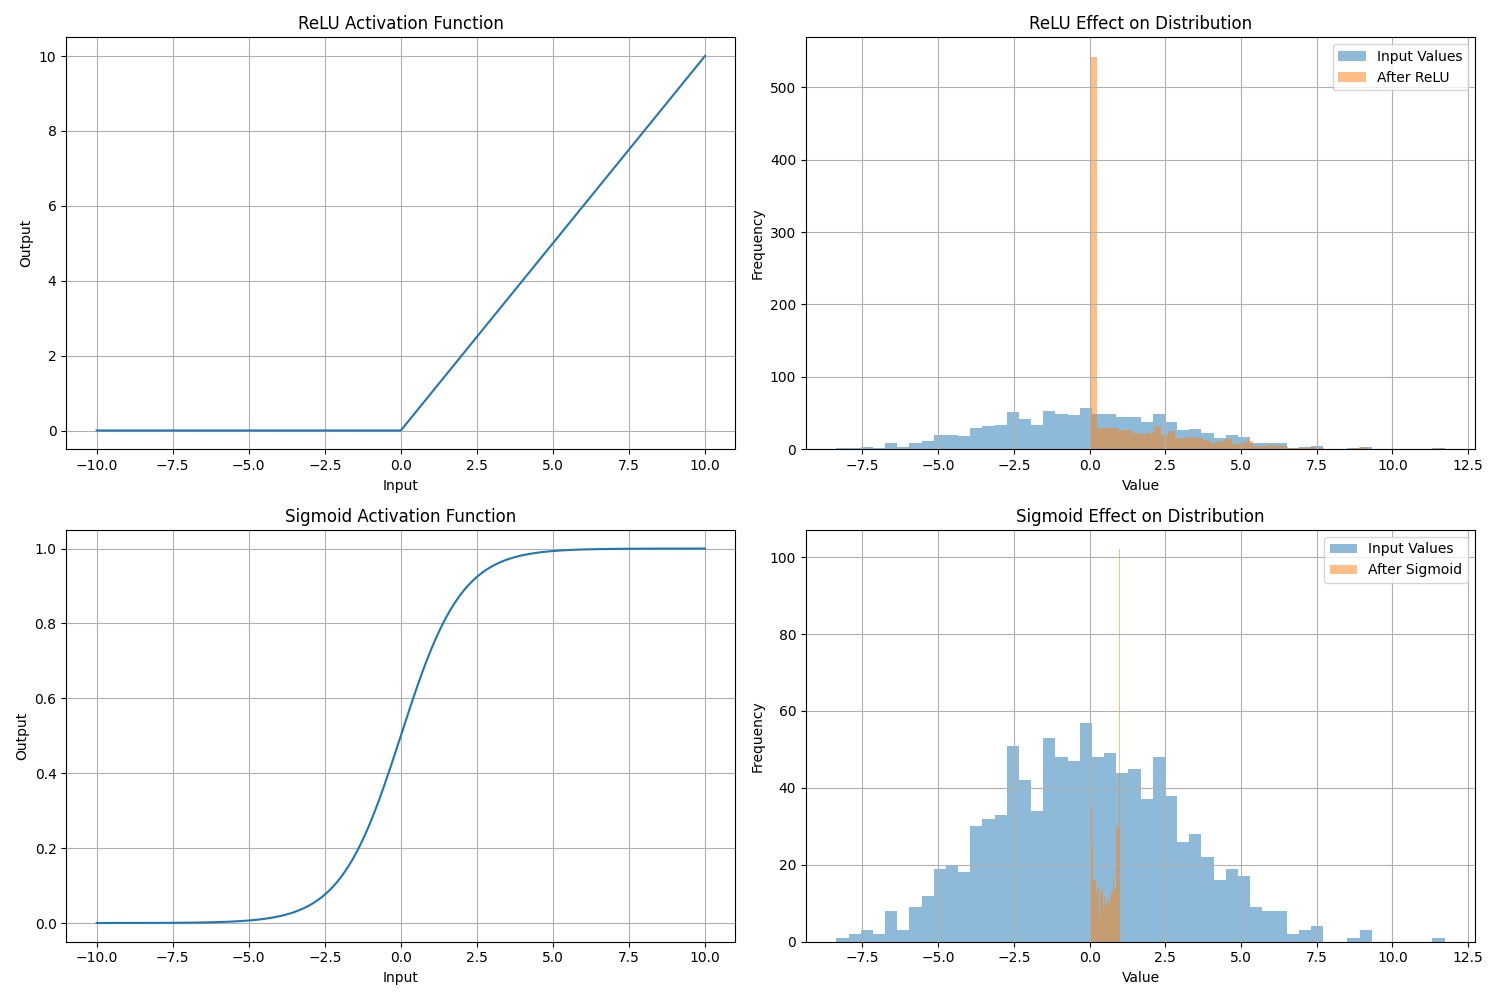 ReLU Activation Function
10
8
6
4
2
0
Output
−10.0 −7.5 −5.0 −2.5 0.0 2.5 5.0 7.5 10.0
Input
ReLU Effect on Distribution
Input Values
After ReLU
500
400
300
200
100
0
Frequency
−7.5 −5.0 −2.5 0.0 2.5 5.0 7.5 10.0 12.5
Value
Sigmoid Activation Function
1.0
0.8
0.6
0.4
0.2
0.0
Output
−10.0 −7.5 −5.0 −2.5 0.0 2.5 5.0 7.5 10.0
Input
Sigmoid Effect on Distribution
Input Values
After Sigmoid
100
80
60
40
20
0
Frequency
−7.5 −5.0 −2.5 0.0 2.5 5.0 7.5 10.0 12.5
Value